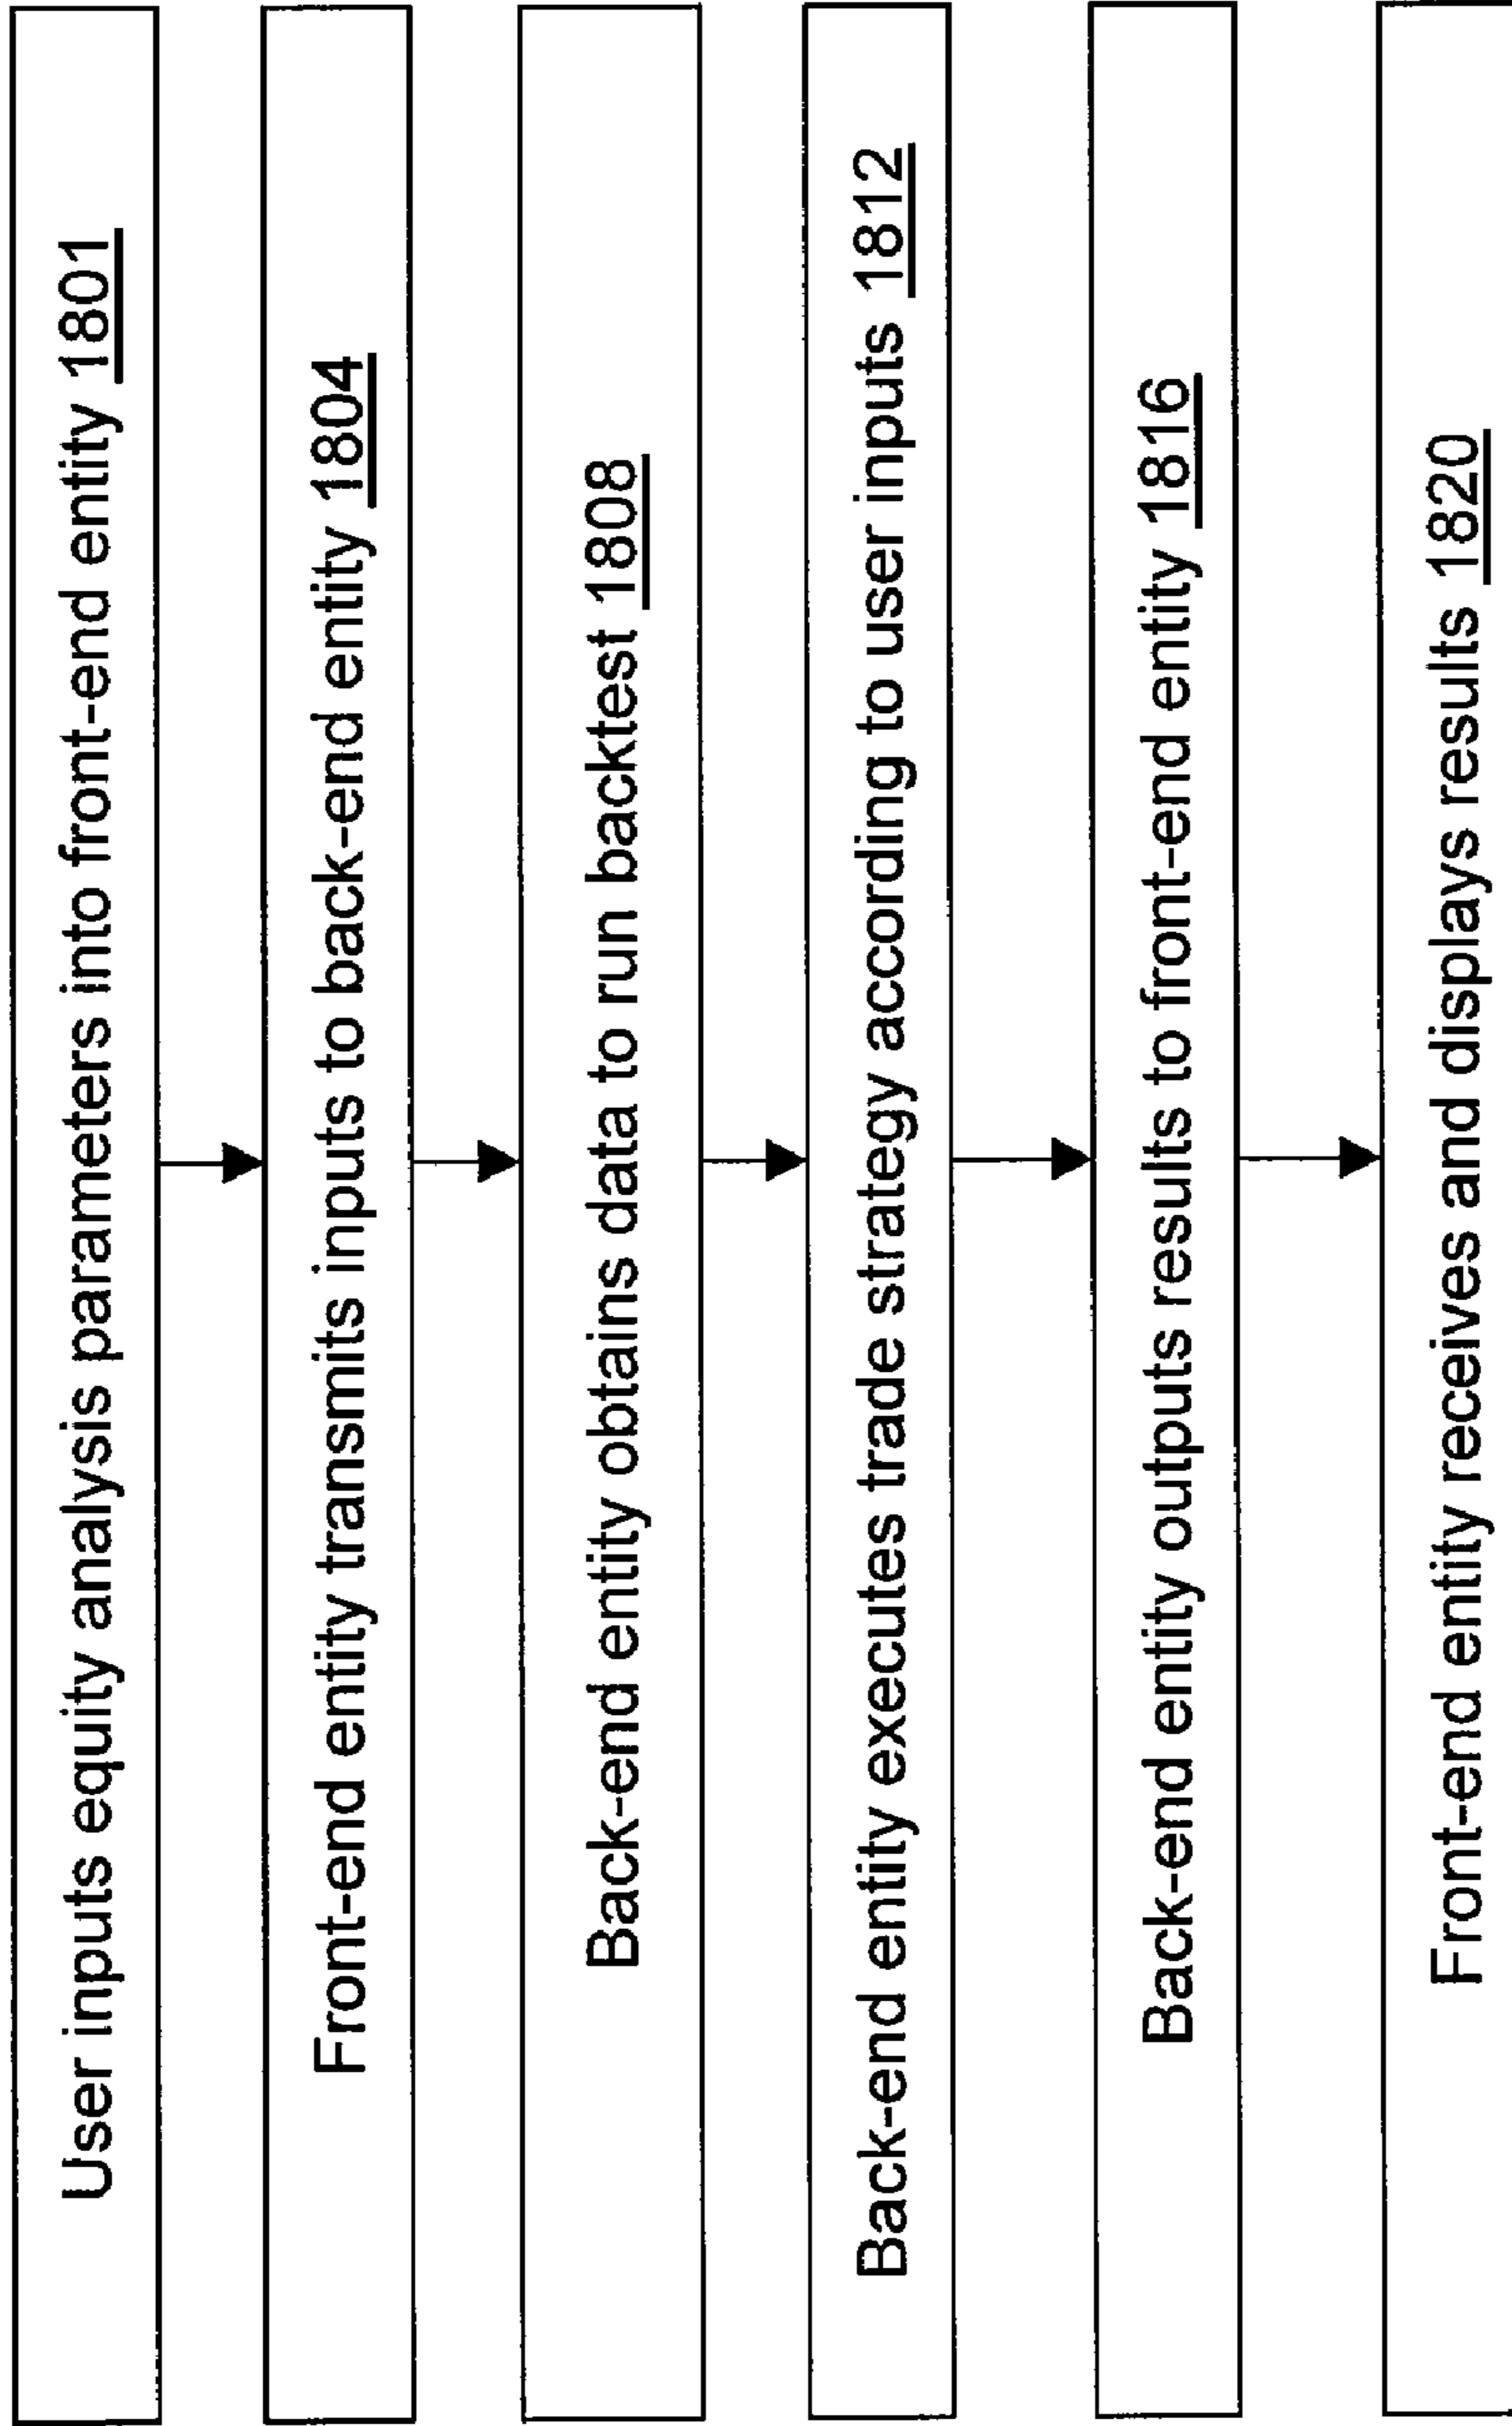 User inputs equity analysis parameters into front-end entity 1801
Front-end entity transmits inputs to back-end entity 1804
Back-end entity obtains data to run backtest 1808
Back-end entity executes trade strategy according to user inputs 1812
Back-end entity outputs results to front-end entity 1816
Front-end entity receives and displays results 1820